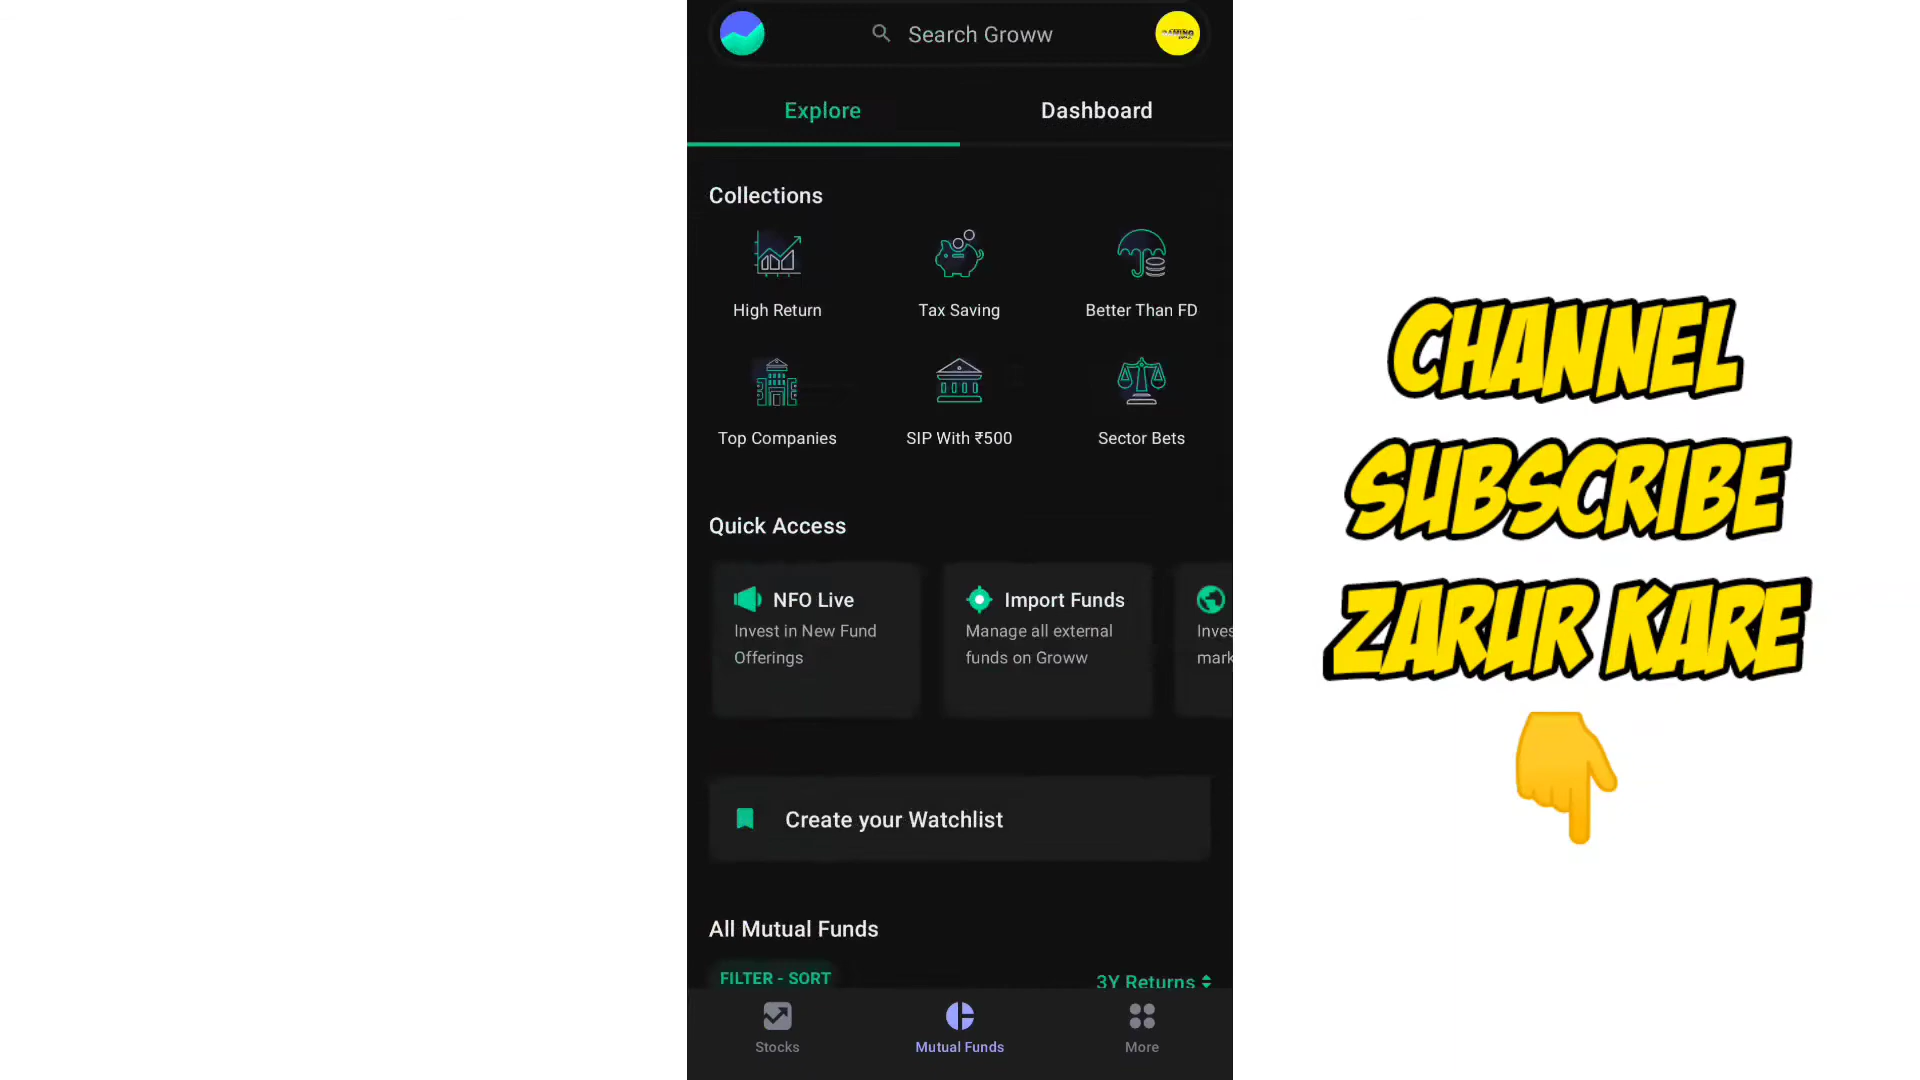 Search Groww
Explore
Dashboard
Collections
High Return
Tax Saving
Better Than FD
Top Companies
SIP With ₹500
Sector Bets
Quick Access
NFO Live
Invest in New Fund
Offerings
Import Funds
Manage all external
funds on Groww
Create your Watchlist
All Mutual Funds
FILTER - SORT
3Y Returns
Stocks
Mutual Funds
More
CHANNEL
SUBSCRIBE
ZARUR KARE